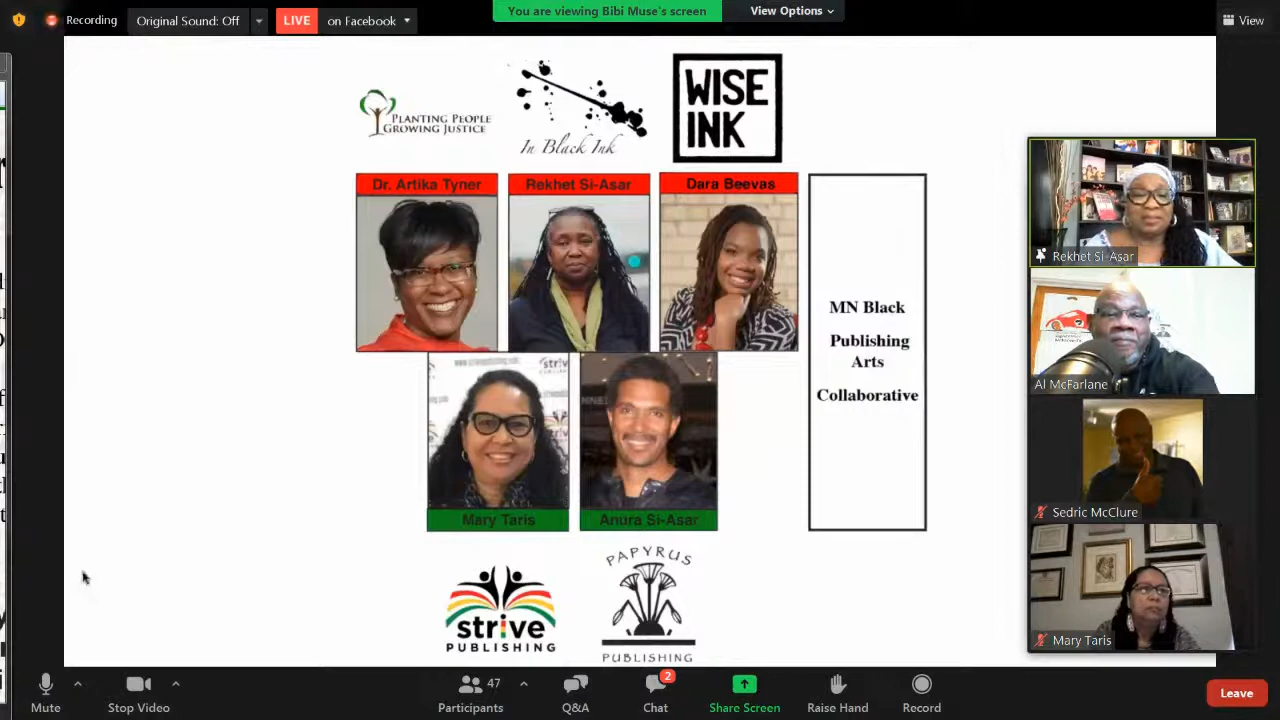 Recording
Original Sound: Off
LIVE
on Facebook
You are viewing Bibi Muse's screen
View Options
View
PLANTING PEOPLE
GROWING JUSTICE
In Black Ink
WISE
INK
Dr. Artika Tyner
Rekhet Si-Asar
Dara Beevas
MN Black
Publishing
Arts
Collaborative
Mary Taris
Anura Si-Asar
strive
PUBLISHING
PAPYRUS
PUBLISHING
Rekhet Si-Asar
Al McFarlane
Sedric McClure
Mary Taris
Mute
Stop Video
47
Participants
Q&A
2
Chat
Share Screen
Raise Hand
Record
Leave